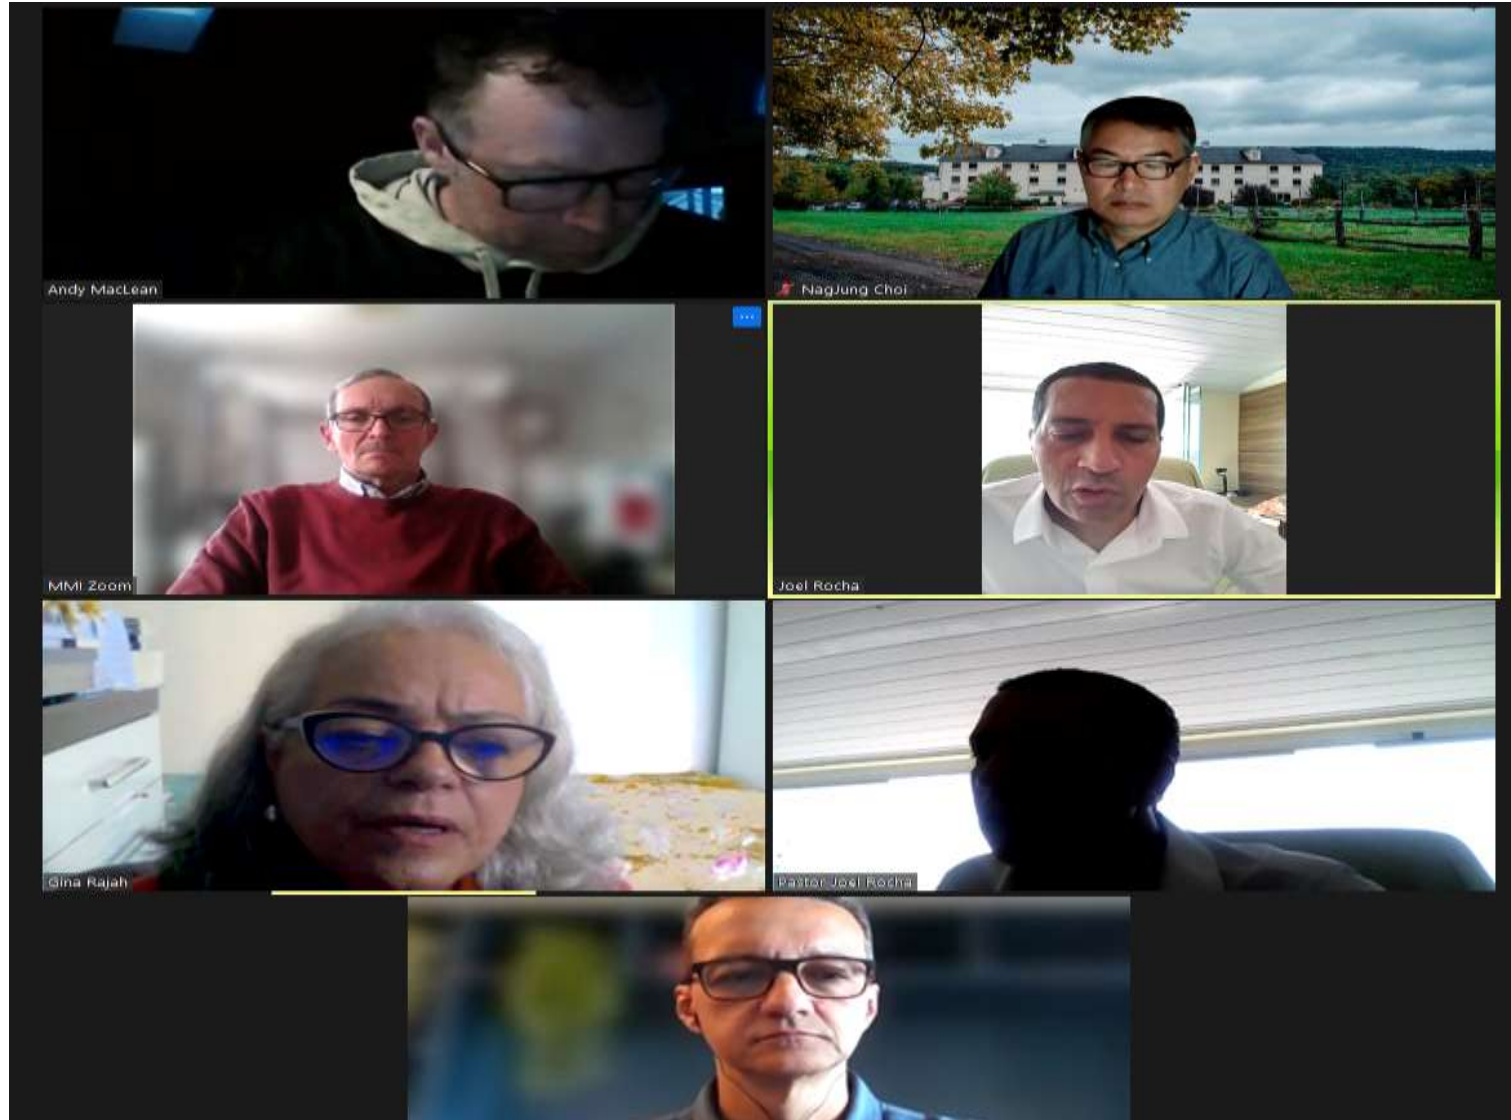 Andy MacLean
NagJung Choi
MMI Zoom
Joel Rocha
Gina Rajah
Pastor Joel Rocha